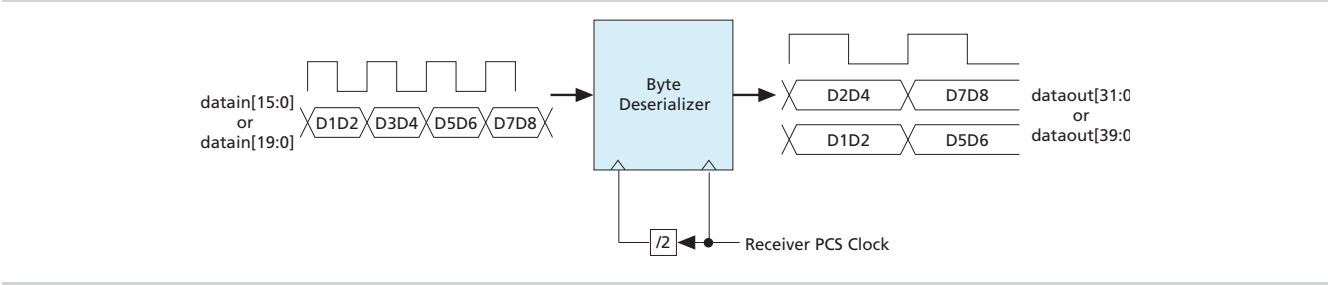 datain[15:0]
or
datain[19:0]
D1D2 D3D4 D5D6 D7D8
Byte
Deserializer
D2D4 D7D8
D1D2 D5D6
dataout[31:0
or
dataout[39:0
/2
Receiver PCS Clock